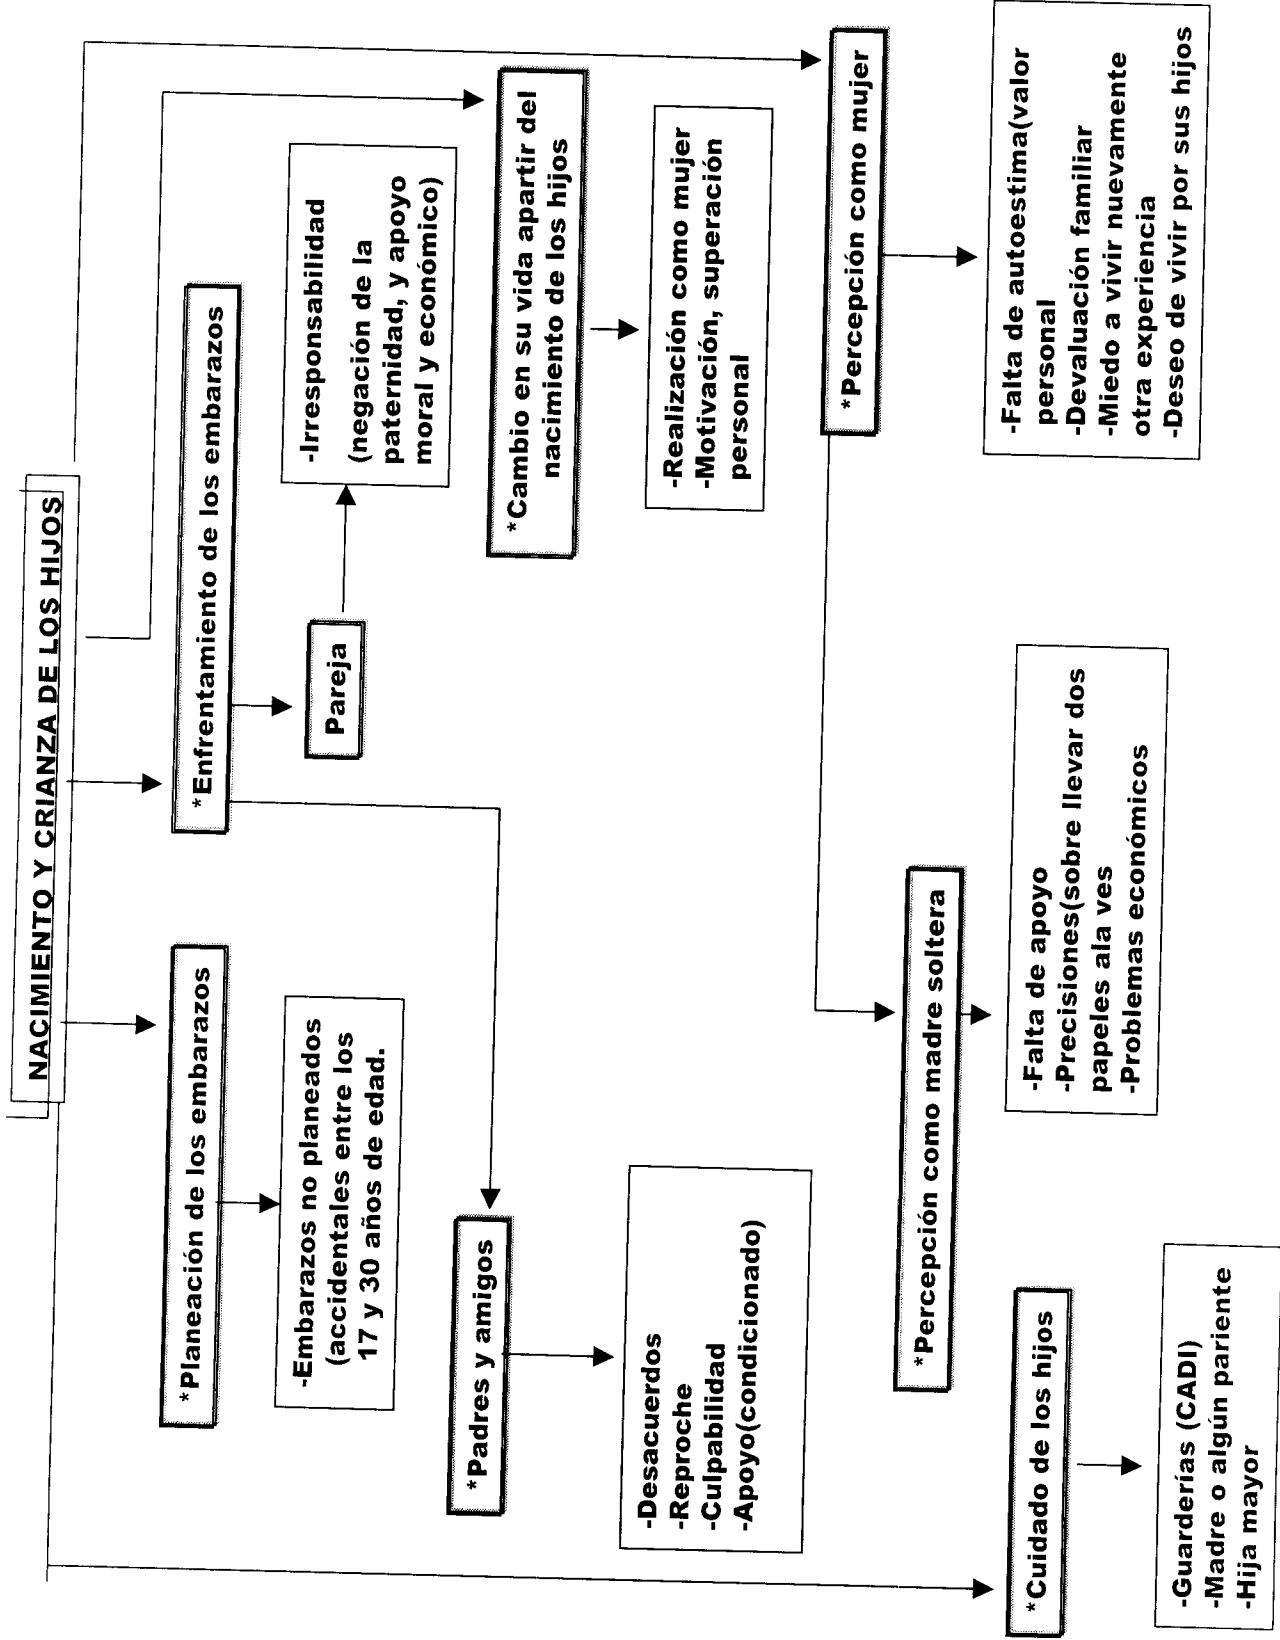 NACIMIENTO Y CRIANZA DE LOS HIJOS
*Planeación de los embarazos
-Embarazos no planeados
(accidentales entre los
17 y 30 años de edad.
*Enfrentamiento de los embarazos
Pareja
-Irresponsabilidad
(negación de la
paternidad, y apoyo
moral y económico)
*Padres y amigos
-Desacuerdos
-Reproche
-Culpabilidad
-Apoyo(condicionado)
*Cambio en su vida apartir del
nacimiento de los hijos
-Realización como mujer
-Motivación, superación
personal
*Percepción como mujer
-Falta de autoestima(valor
personal
-Devaluación familiar
-Miedo a vivir nuevamente
otra experiencia
-Deseo de vivir por sus hijos
*Percepción como madre soltera
-Falta de apoyo
-Precisiones(sobre llevar dos
papeles ala ves
-Problemas económicos
*Cuidado de los hijos
-Guarderías (CADI)
-Madre o algún pariente
-Hija mayor